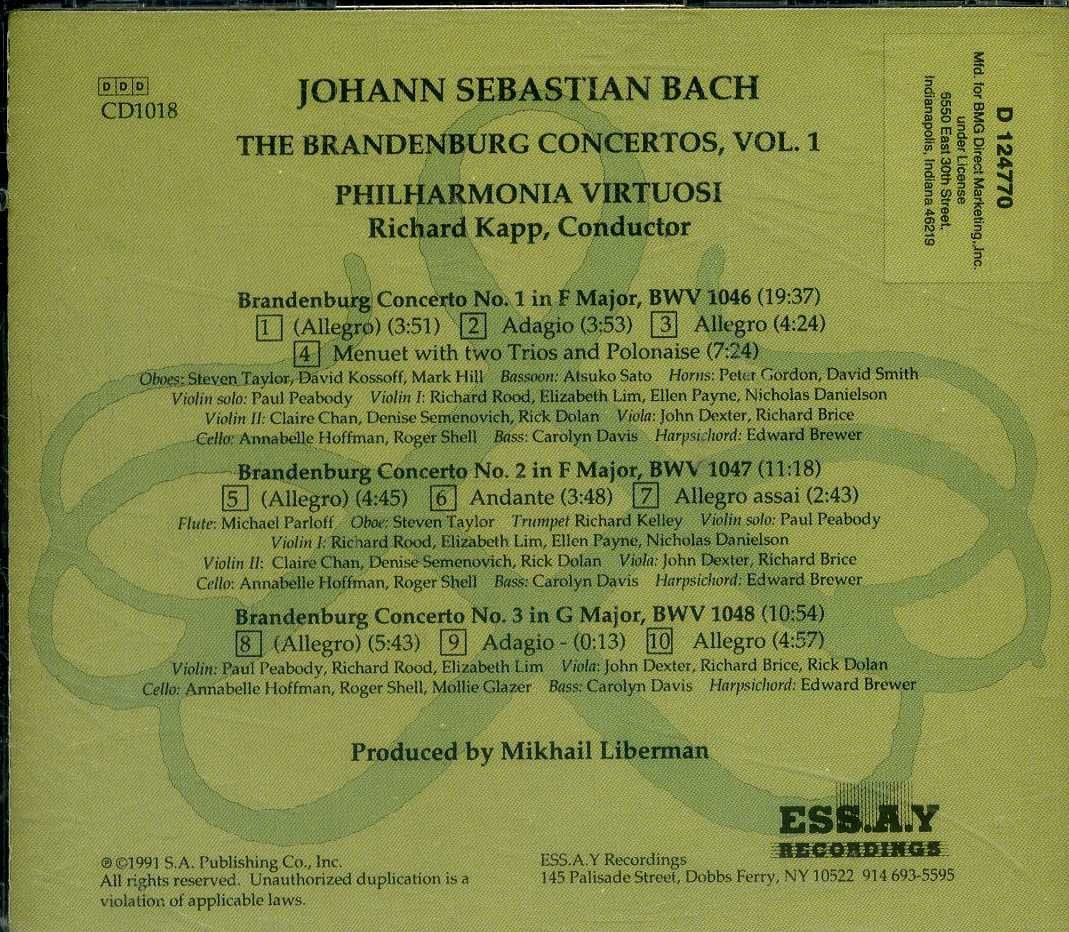 DDD
CD1018
JOHANN SEBASTIAN BACH
THE BRANDENBURG CONCERTOS, VOL. 1
PHILHARMONIA VIRTUOSI
Richard Kapp, Conductor
D 124770
Mfd. for BMG Direct Marketing, Inc.
under License
6550 East 30th Street,
Indianapolis, Indiana 46219
Brandenburg Concerto No. 1 in F Major, BWV 1046 (19:37)
1 (Allegro) (3:51) 2 Adagio (3:53) 3 Allegro (4:24)
4 Menuet with two Trios and Polonaise (7:24)
Oboes: Steven Taylor, David Kossoff, Mark Hill Bassoon: Atsuko Sato Horns: Peter Gordon, David Smith
Violin solo: Paul Peabody Violin I: Richard Rood, Elizabeth Lim, Ellen Payne, Nicholas Danielson
Violin II: Claire Chan, Denise Semenovich, Rick Dolan Viola: John Dexter, Richard Brice
Cello: Annabelle Hoffman, Roger Shell Bass: Carolyn Davis Harpsichord: Edward Brewer
Brandenburg Concerto No. 2 in F Major, BWV 1047 (11:18)
5 (Allegro) (4:45) 6 Andante (3:48) 7 Allegro assai (2:43)
Flute: Michael Parloff Oboe: Steven Taylor Trumpet Richard Kelley Violin solo: Paul Peabody
Violin I: Richard Rood, Elizabeth Lim, Ellen Payne, Nicholas Danielson
Violin II: Claire Chan, Denise Semenovich, Rick Dolan Viola: John Dexter, Richard Brice
Cello: Annabelle Hoffman, Roger Shell Bass: Carolyn Davis Harpsichord: Edward Brewer
Brandenburg Concerto No. 3 in G Major, BWV 1048 (10:54)
8 (Allegro) (5:43) 9 Adagio - (0:13) 10 Allegro (4:57)
Violin: Paul Peabody, Richard Rood, Elizabeth Lim Viola: John Dexter, Richard Brice, Rick Dolan
Cello: Annabelle Hoffman, Roger Shell, Mollie Glazer Bass: Carolyn Davis Harpsichord: Edward Brewer
Produced by Mikhail Liberman
ESS.A.Y
RECORDINGS
℗ ©1991 S.A. Publishing Co., Inc.
All rights reserved. Unauthorized duplication is a
violation of applicable laws.
ESS.A.Y Recordings
145 Palisade Street, Dobbs Ferry, NY 10522 914 693-5595